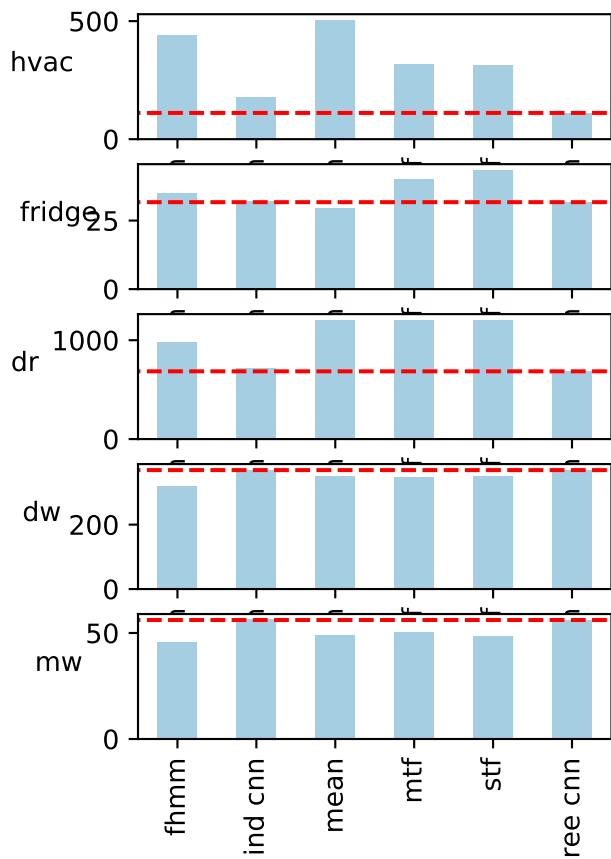 500
hvac
0
fridge
25
0
1000
dr
0
dw
200
0
50
mw
0
fhmm
ind cnn
mean
mtf
stf
ree cnn